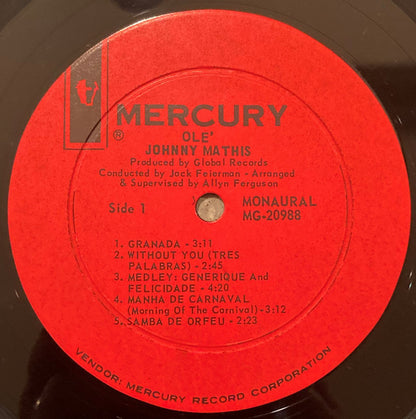 MERCURY
®
OLE'
JOHNNY MATHIS
Produced by Global Records
Conducted by Jack Feierman - Arranged
& Supervised by Allyn Ferguson
Side 1
MONAURAL
MG-20988
1. GRANADA - 3:11
2. WITHOUT YOU (TRES
PALABRAS) - 2:45
3. MEDLEY: GENERIQUE And
FELICIDADE - 4:20
4. MANHA DE CARNAVAL
(Morning Of The Carnival) - 3:12
5. SAMBA DE ORFEU - 2:23
VENDOR: MERCURY RECORD CORPORATION